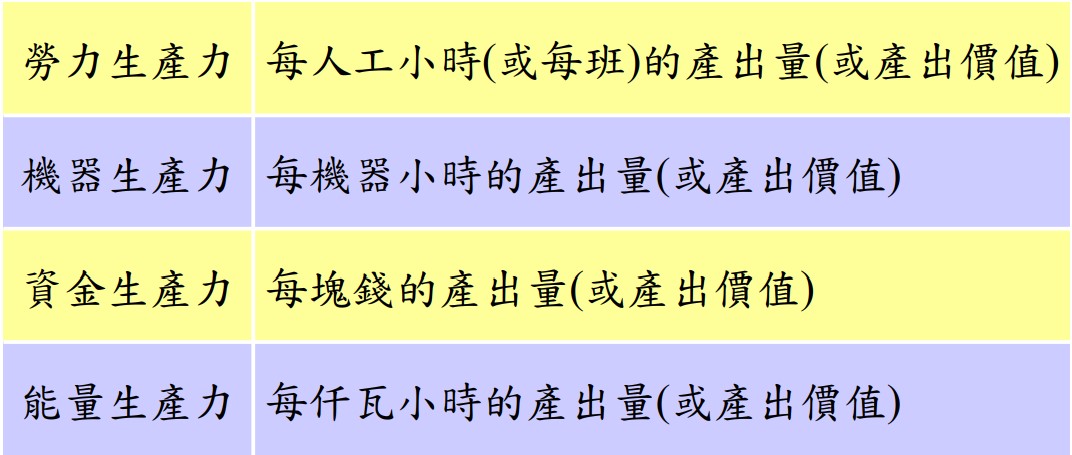 勞力生產力 每人工小時(或每班)的產出量(或產出價值)
機器生產力 每機器小時的產出量(或產出價值)
資金生產力 每塊錢的產出量(或產出價值)
能量生產力 每仟瓦小時的產出量(或產出價值)